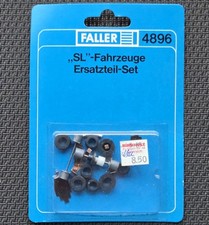 FALLER 4896
„SL"-Fahrzeuge
Ersatzteil-Set
8.50